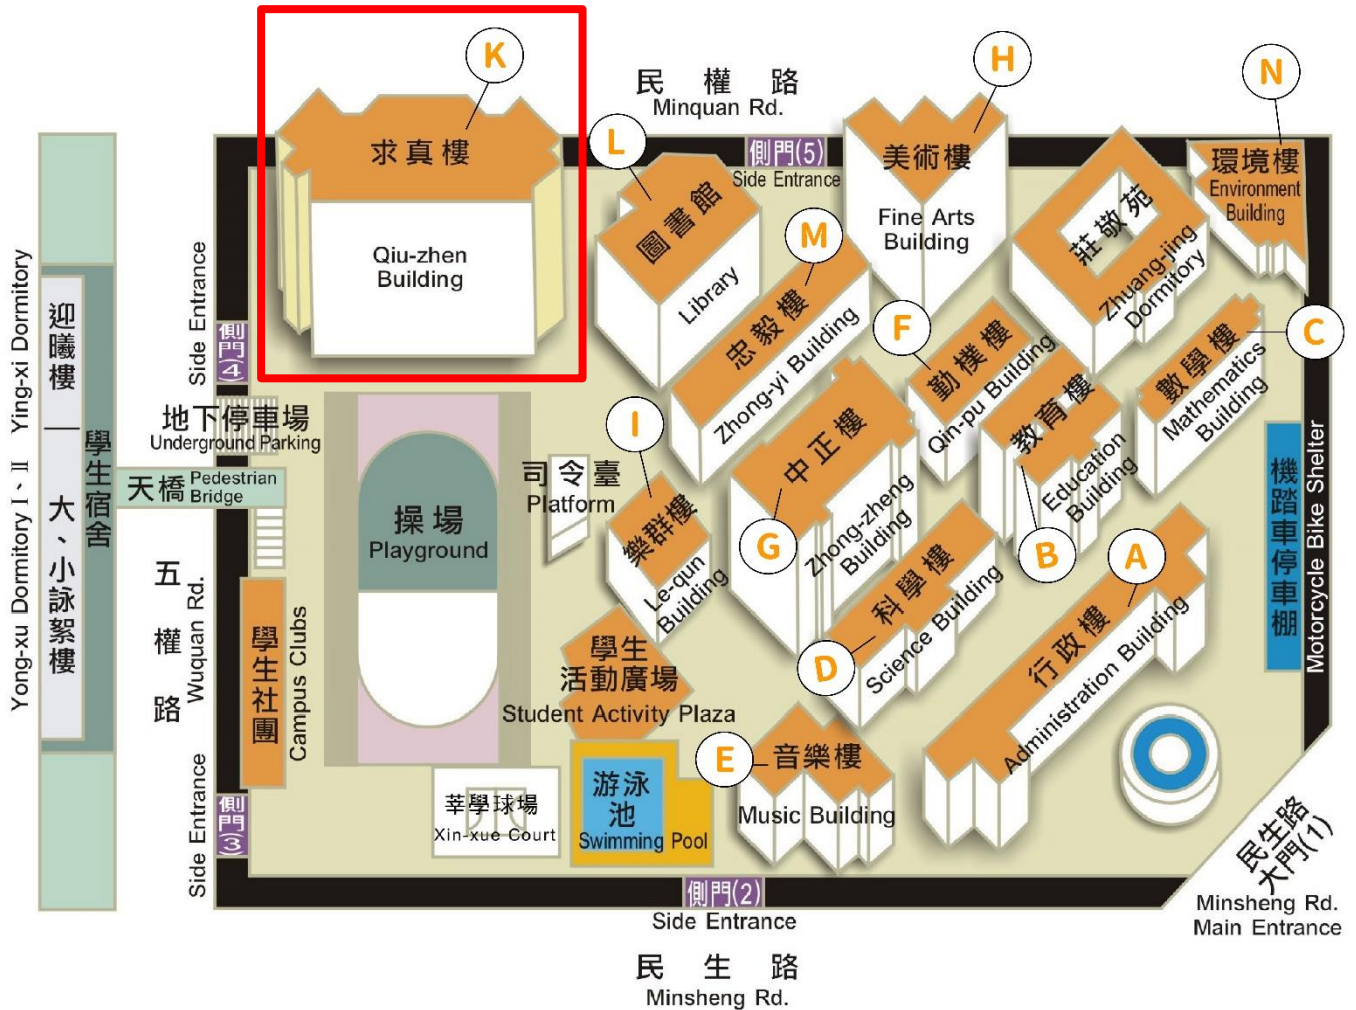 K
求真樓
Qiu-zhen
Building
民權路
Minquan Rd.
側門(5)
Side Entrance
L
圖書館
Library
M
忠毅樓
Zhong-yi Building
H
美術樓
Fine Arts
Building
N
環境樓
Environment
Building
莊敬苑
Zhuang-jing
Dormitory
F
勤樸樓
Qin-pu Building
C
數學樓
Mathematics
Building
教育樓
Education
Building
B
中正樓
Zhong-zheng
Building
G
I
樂群樓
Le-qun
Building
司令臺
Platform
操場
Playground
Side Entrance
側門(4)
地下停車場
Underground Parking
天橋
Pedestrian
Bridge
Ying-xi Dormitory
迎曦樓
Yong-xu Dormitory I、II
大、小詠絮樓
學生宿舍
五權路
Wuquan Rd.
學生社團
Campus Clubs
Side Entrance
側門(3)
科學樓
Science Building
D
A
行政樓
Administration Building
機踏車停車棚
Motorcycle Bike Shelter
學生
活動廣場
Student Activity Plaza
莘學球場
Xin-xue Court
游泳
池
Swimming Pool
E
音樂樓
Music Building
民生路
大門(1)
Minsheng Rd.
Main Entrance
側門(2)
Side Entrance
民生路
Minsheng Rd.